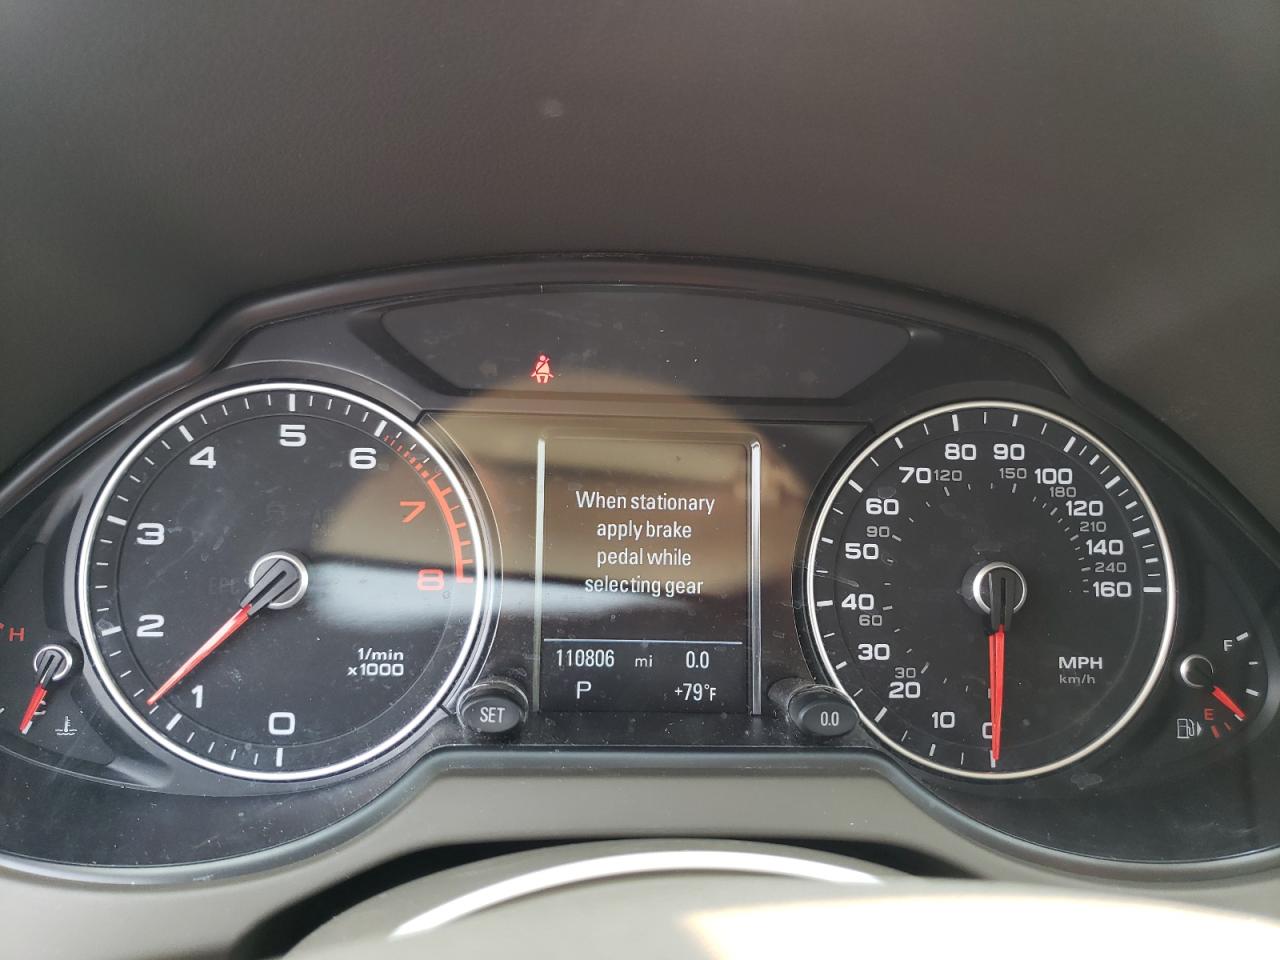 5
4
6
3
7
2
8
1/min
x1000
1
0
H
When stationary
apply brake
pedal while
selecting gear
110806 mi 0.0
P +79°F
SET
0.0
80 90
70 120 150 100
180
60 120
90 210
50 140
240
40 160
60
30
30
20
10
0
MPH
km/h
F
E